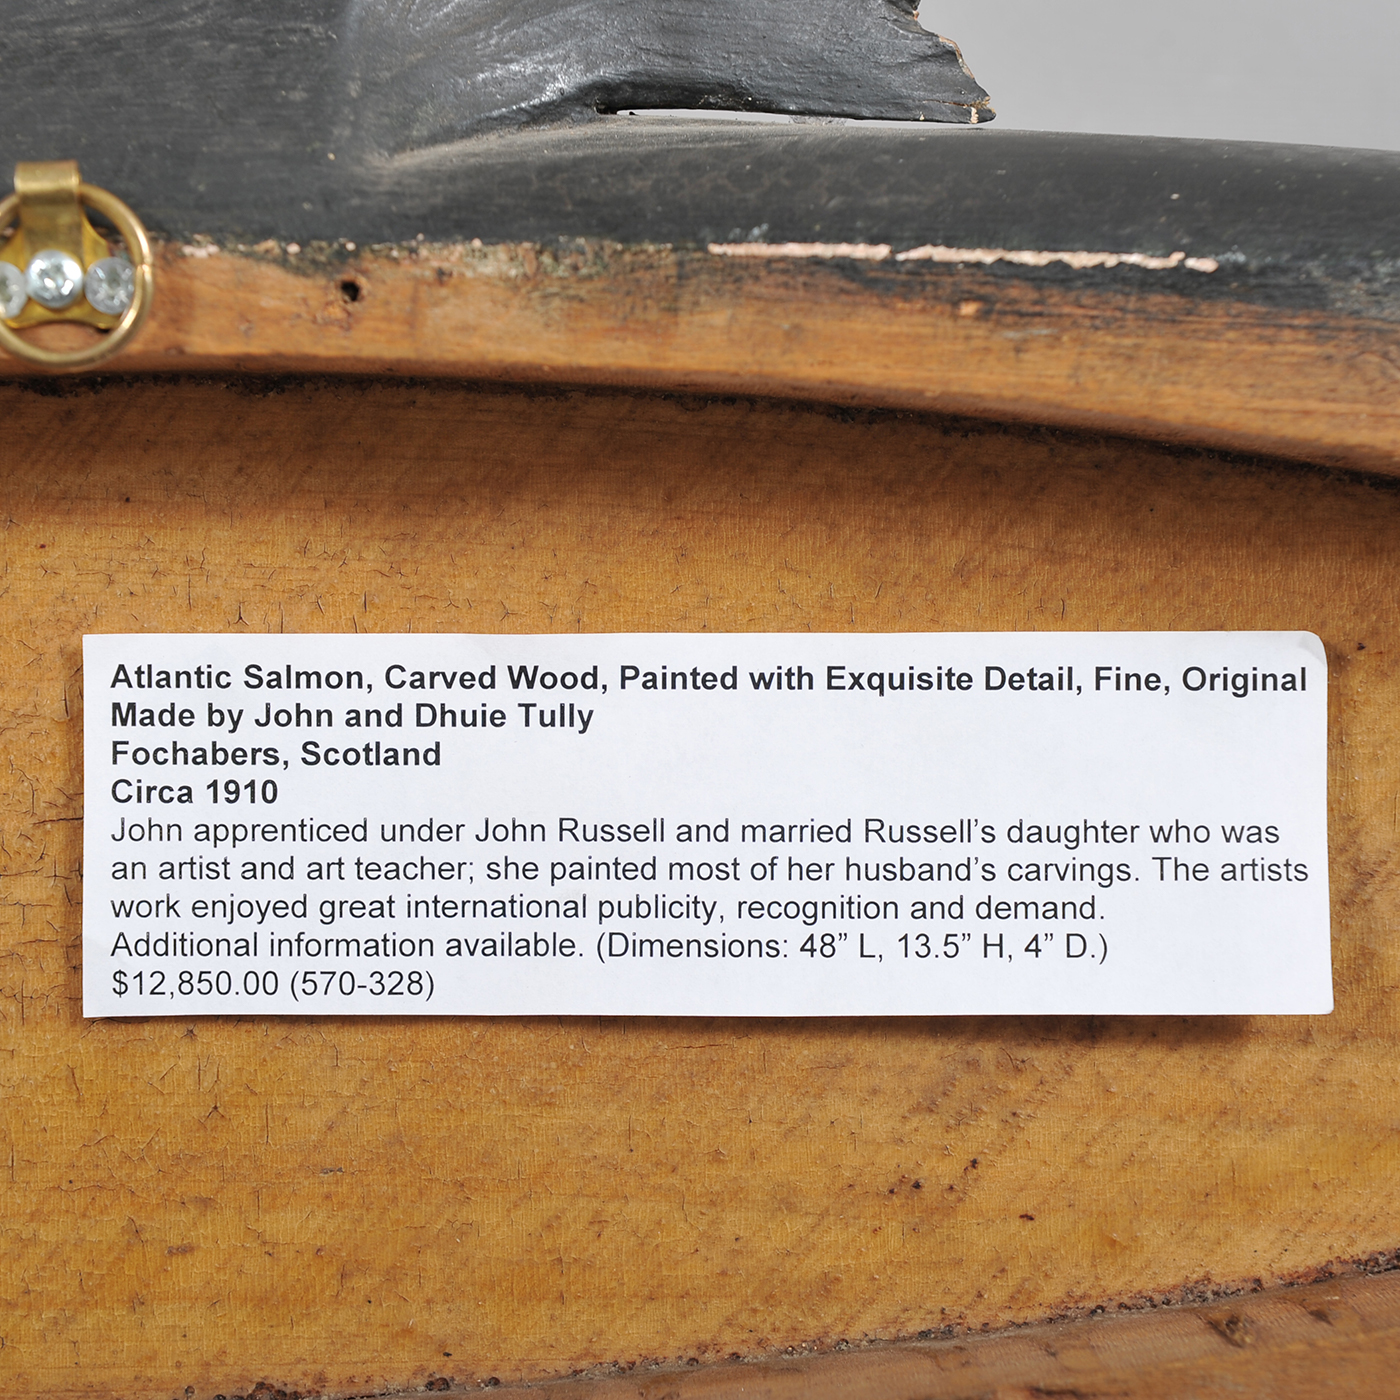 Atlantic Salmon, Carved Wood, Painted with Exquisite Detail, Fine, Original
Made by John and Dhuie Tully
Fochabers, Scotland
Circa 1910
John apprenticed under John Russell and married Russell’s daughter who was
an artist and art teacher; she painted most of her husband’s carvings. The artists
work enjoyed great international publicity, recognition and demand.
Additional information available. (Dimensions: 48” L, 13.5” H, 4” D.)
$12,850.00 (570-328)